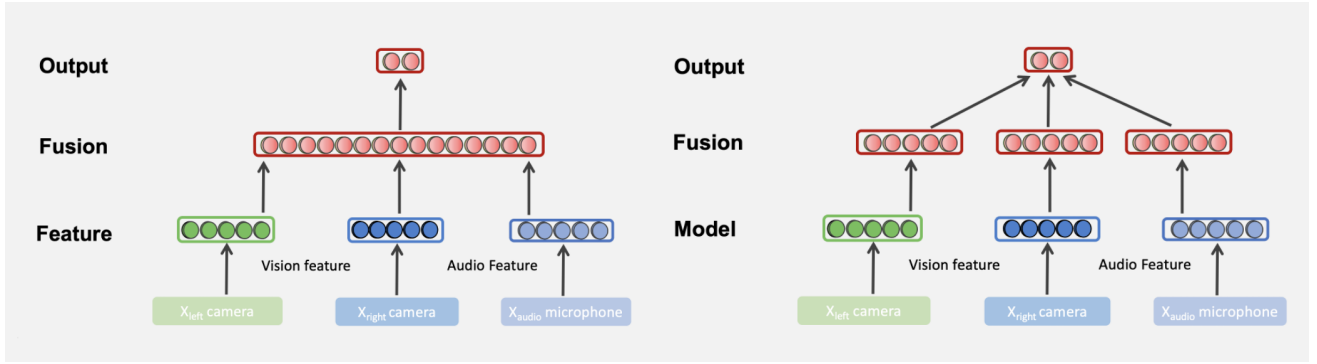 Output
Fusion
Feature
Vision feature
Audio Feature
Xleft camera
Xright camera
Xaudio microphone
Output
Fusion
Model
Vision feature
Audio Feature
Xleft camera
Xright camera
Xaudio microphone